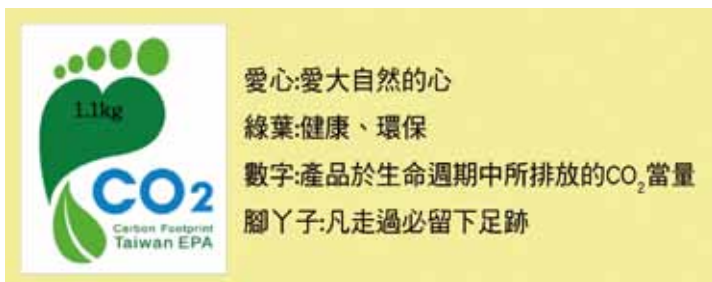 1.1kg
CO2
Carbon Footprint
Taiwan EPA
愛心:愛大自然的心
綠葉:健康、環保
數字:產品於生命週期中所排放的CO₂當量
腳丫子:凡走過必留下足跡